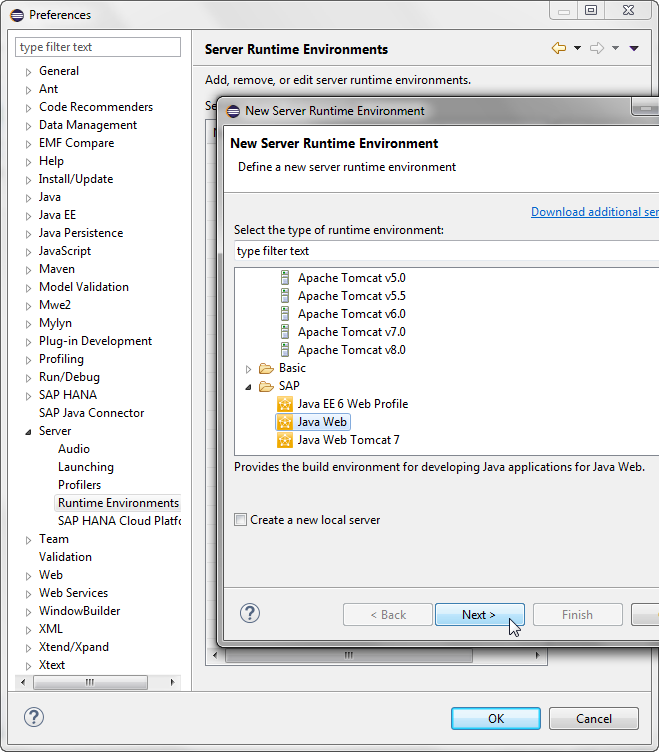 Preferences
type filter text
General
Ant
Code Recommenders
Data Management
EMF Compare
Help
Install/Update
Java
Java EE
Java Persistence
JavaScript
Maven
Model Validation
Mwe2
Mylyn
Plug-in Development
Profiling
Run/Debug
SAP HANA
SAP Java Connector
Server
Audio
Launching
Profilers
Runtime Environments
SAP HANA Cloud Platfo
Team
Validation
Web
Web Services
WindowBuilder
XML
Xtend/Xpand
Xtext
Server Runtime Environments
Add, remove, or edit server runtime environments.
Se
New Server Runtime Environment
New Server Runtime Environment
Define a new server runtime environment
Download additional ser
Select the type of runtime environment:
type filter text
Apache Tomcat v5.0
Apache Tomcat v5.5
Apache Tomcat v6.0
Apache Tomcat v7.0
Apache Tomcat v8.0
Basic
SAP
Java EE 6 Web Profile
Java Web
Java Web Tomcat 7
Provides the build environment for developing Java applications for Java Web.
Create a new local server
? < Back Next > Finish
? OK Cancel